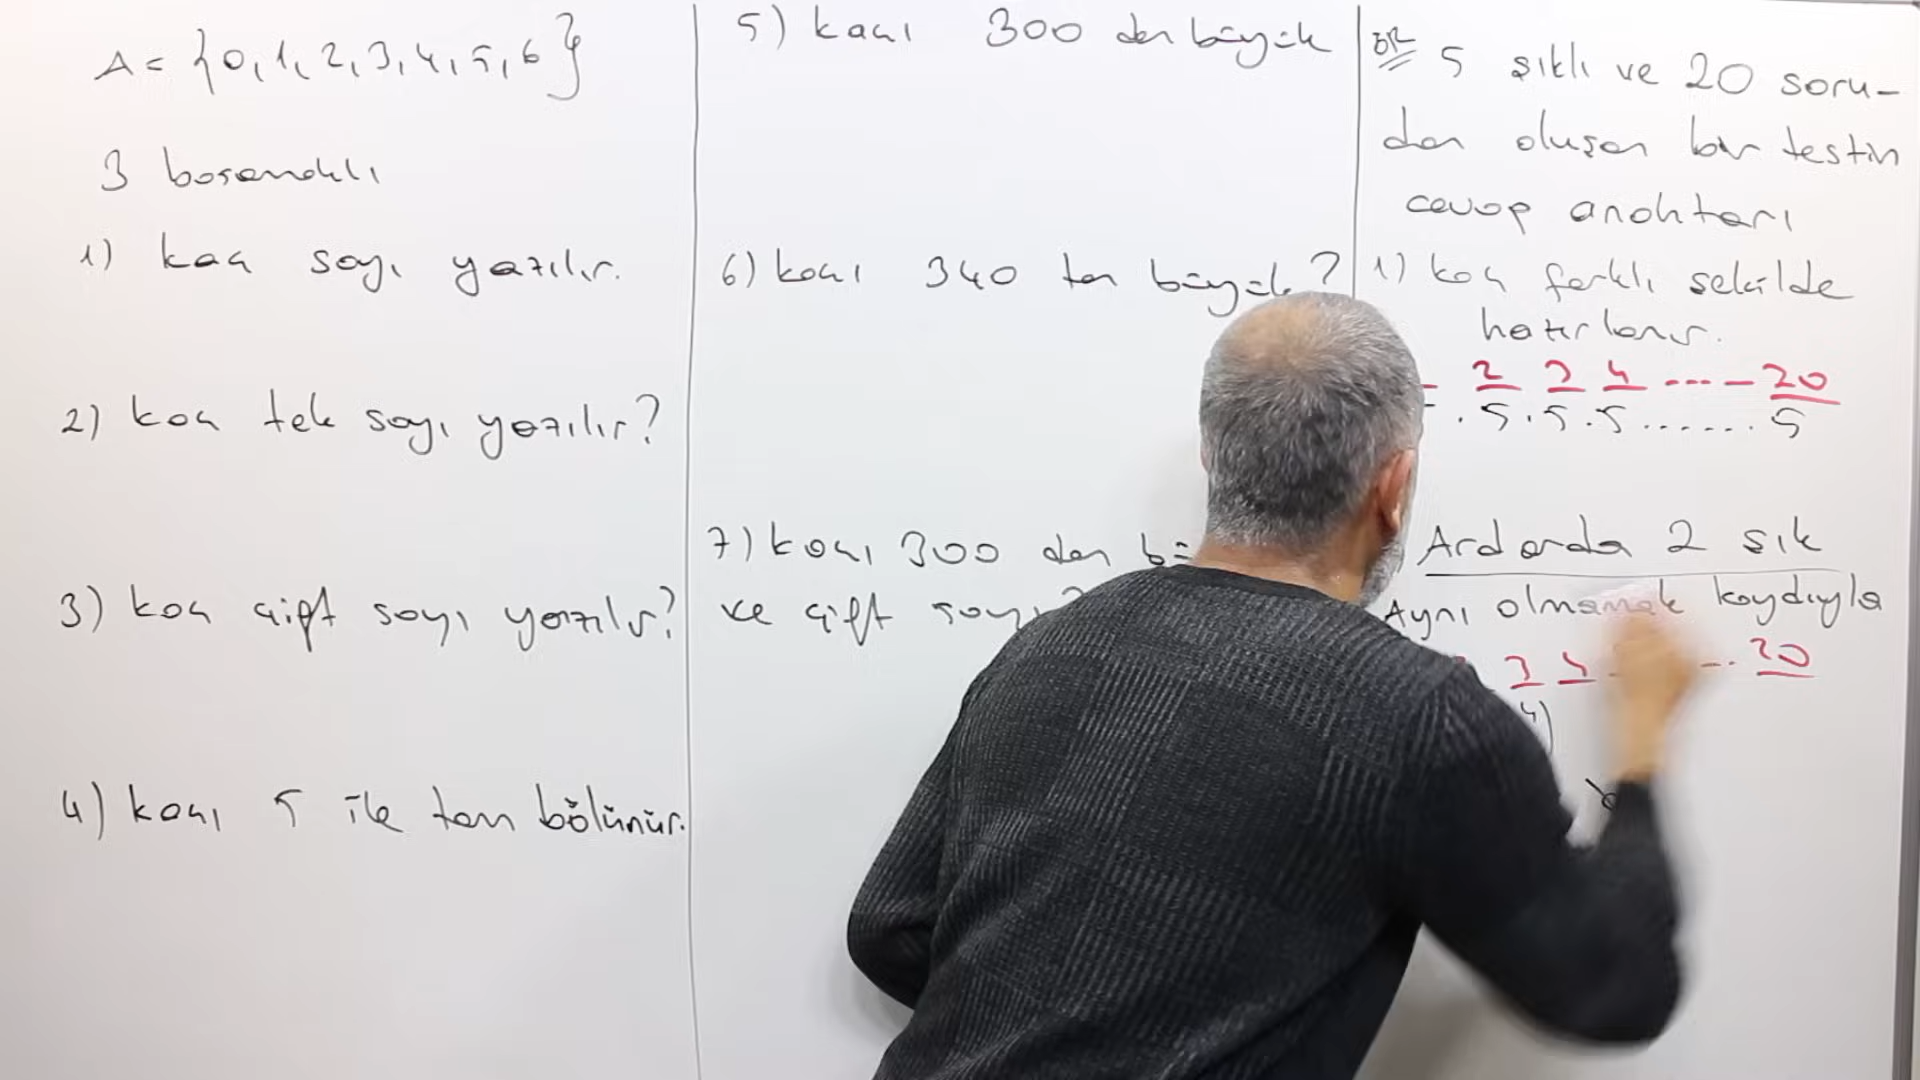 A = {0, 1, 2, 3, 4, 5, 6}
3 basamaklı
1) kaç sayı yazılır.
2) kaç tek sayı yazılır?
3) kaç çift sayı yazılır?
4) kaçı 5 ile tam bölünür.
5) kaçı 300 den büyük
6) kaçı 340 tan büyük?
7) kaçı 300 den
ve çift sayı?
ÖR 5 şıklı ve 20 soru-
dan oluşan bir testin
cevap anahtarı
1) kaç farklı şekilde
hazırlanır.
2 3 4 ---- 20
. 5 . 5 . 5 ....... 5
Ardarda 2 şık
Aynı olmamak kaydıyla
3 4 20
4)